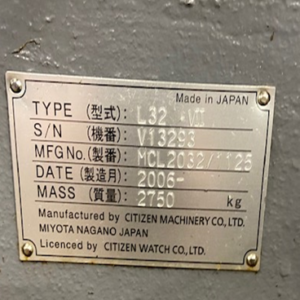 Made in JAPAN
TYPE (型式): L32 -VII
S/N (機番): V13293
MFGNo. (製番): MCL2032/1125
DATE (製造月): 2006-
MASS (質量): 2750 kg
Manufactured by CITIZEN MACHINERY CO., LTD.
MIYOTA NAGANO JAPAN
Licenced by CITIZEN WATCH CO., LTD.